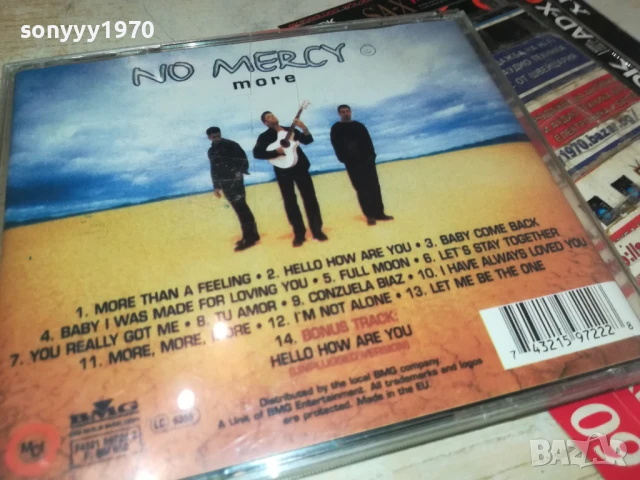 sonyyy1970
NO MERCY
more
1. MORE THAN A FEELING • 2. HELLO HOW ARE YOU • 3. BABY COME BACK
4. BABY I WAS MADE FOR LOVING YOU • 5. FULL MOON • 6. LET'S STAY TOGETHER
7. YOU REALLY GOT ME • 8. TU AMOR • 9. CONZUELA BIAZ • 10. I HAVE ALWAYS LOVED YOU
11. MORE, MORE, MORE • 12. I'M NOT ALONE • 13. LET ME BE THE ONE
14. BONUS TRACK:
HELLO HOW ARE YOU
(UNPLUGGED VERSION)
Distributed by the local BMG company.
A Unit of BMG Entertainment. All trademarks and logos
are protected. Made in the EU.
BMG
7 43215 97222 8
BAZAR